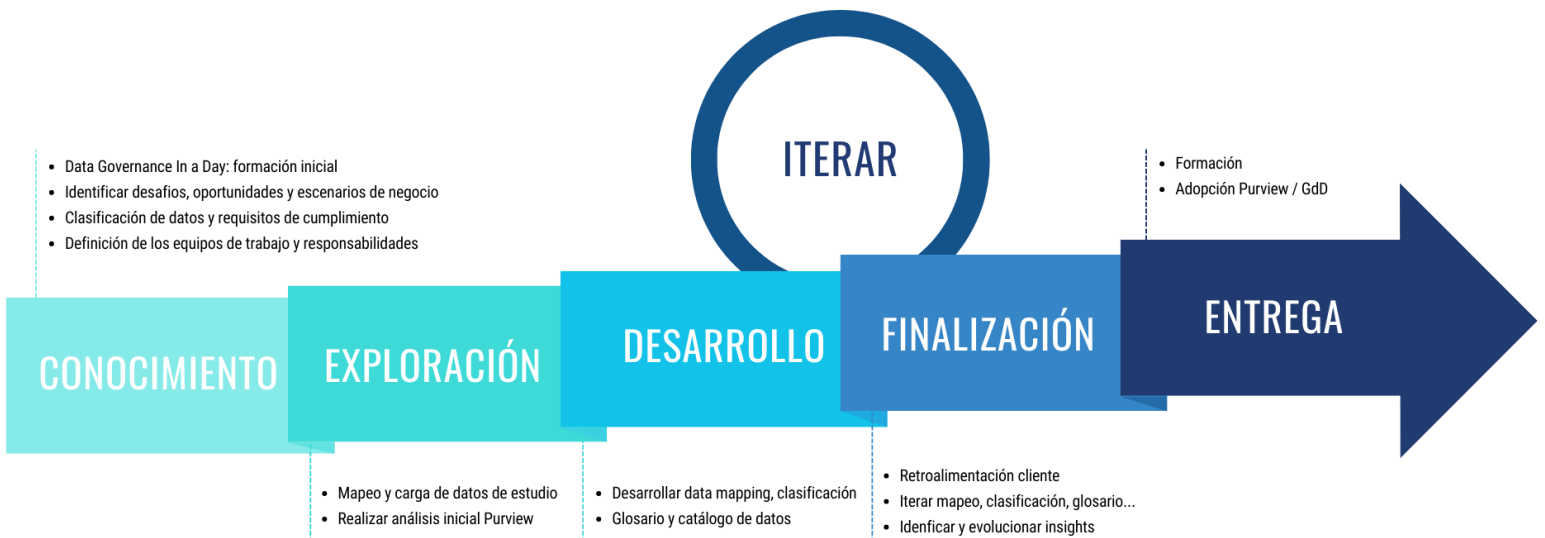 ITERAR
• Data Governance In a Day: formación inicial
• Identificar desafios, oportunidades y escenarios de negocio
• Clasificación de datos y requisitos de cumplimiento
• Definición de los equipos de trabajo y responsabilidades
• Formación
• Adopción Purview / GdD
CONOCIMIENTO
EXPLORACIÓN
DESARROLLO
FINALIZACIÓN
ENTREGA
• Mapeo y carga de datos de estudio
• Realizar análisis inicial Purview
• Desarrollar data mapping, clasificación
• Glosario y catálogo de datos
• Retroalimentación cliente
• Iterar mapeo, clasificación, glosario...
• Idenficar y evolucionar insights